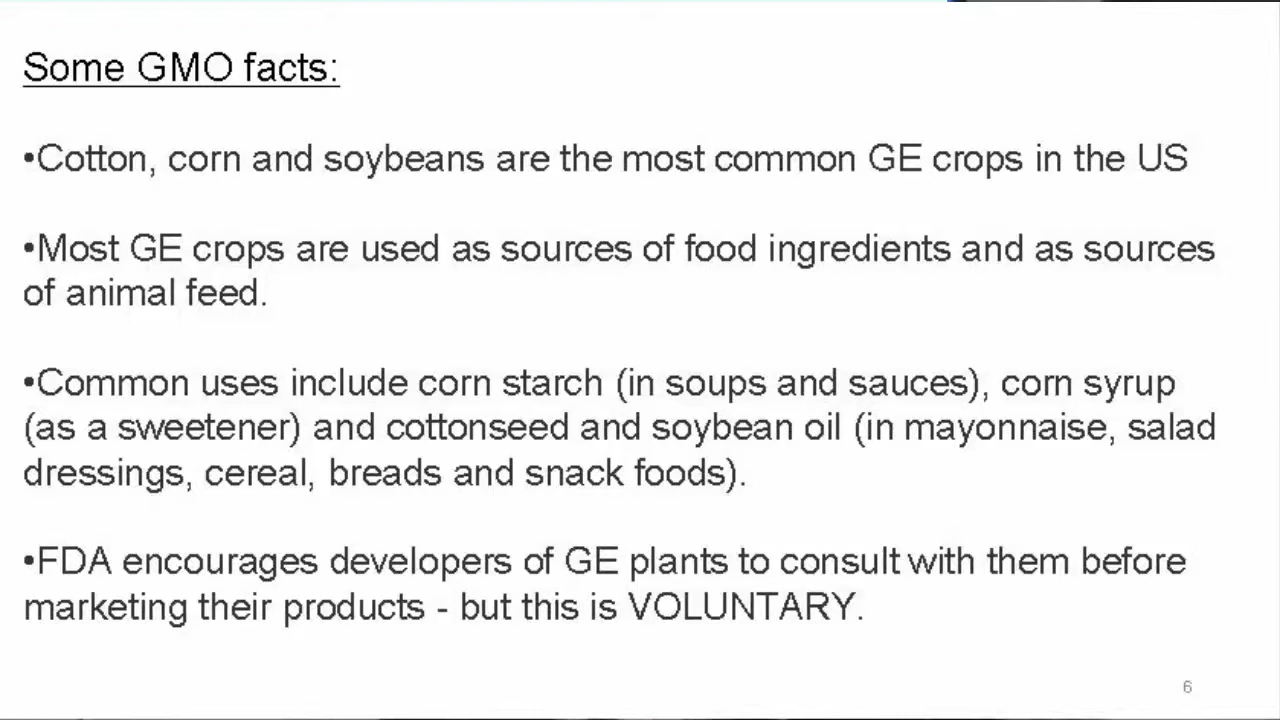 Some GMO facts:
•Cotton, corn and soybeans are the most common GE crops in the US
•Most GE crops are used as sources of food ingredients and as sources
of animal feed.
•Common uses include corn starch (in soups and sauces), corn syrup
(as a sweetener) and cottonseed and soybean oil (in mayonnaise, salad
dressings, cereal, breads and snack foods).
•FDA encourages developers of GE plants to consult with them before
marketing their products - but this is VOLUNTARY.
6